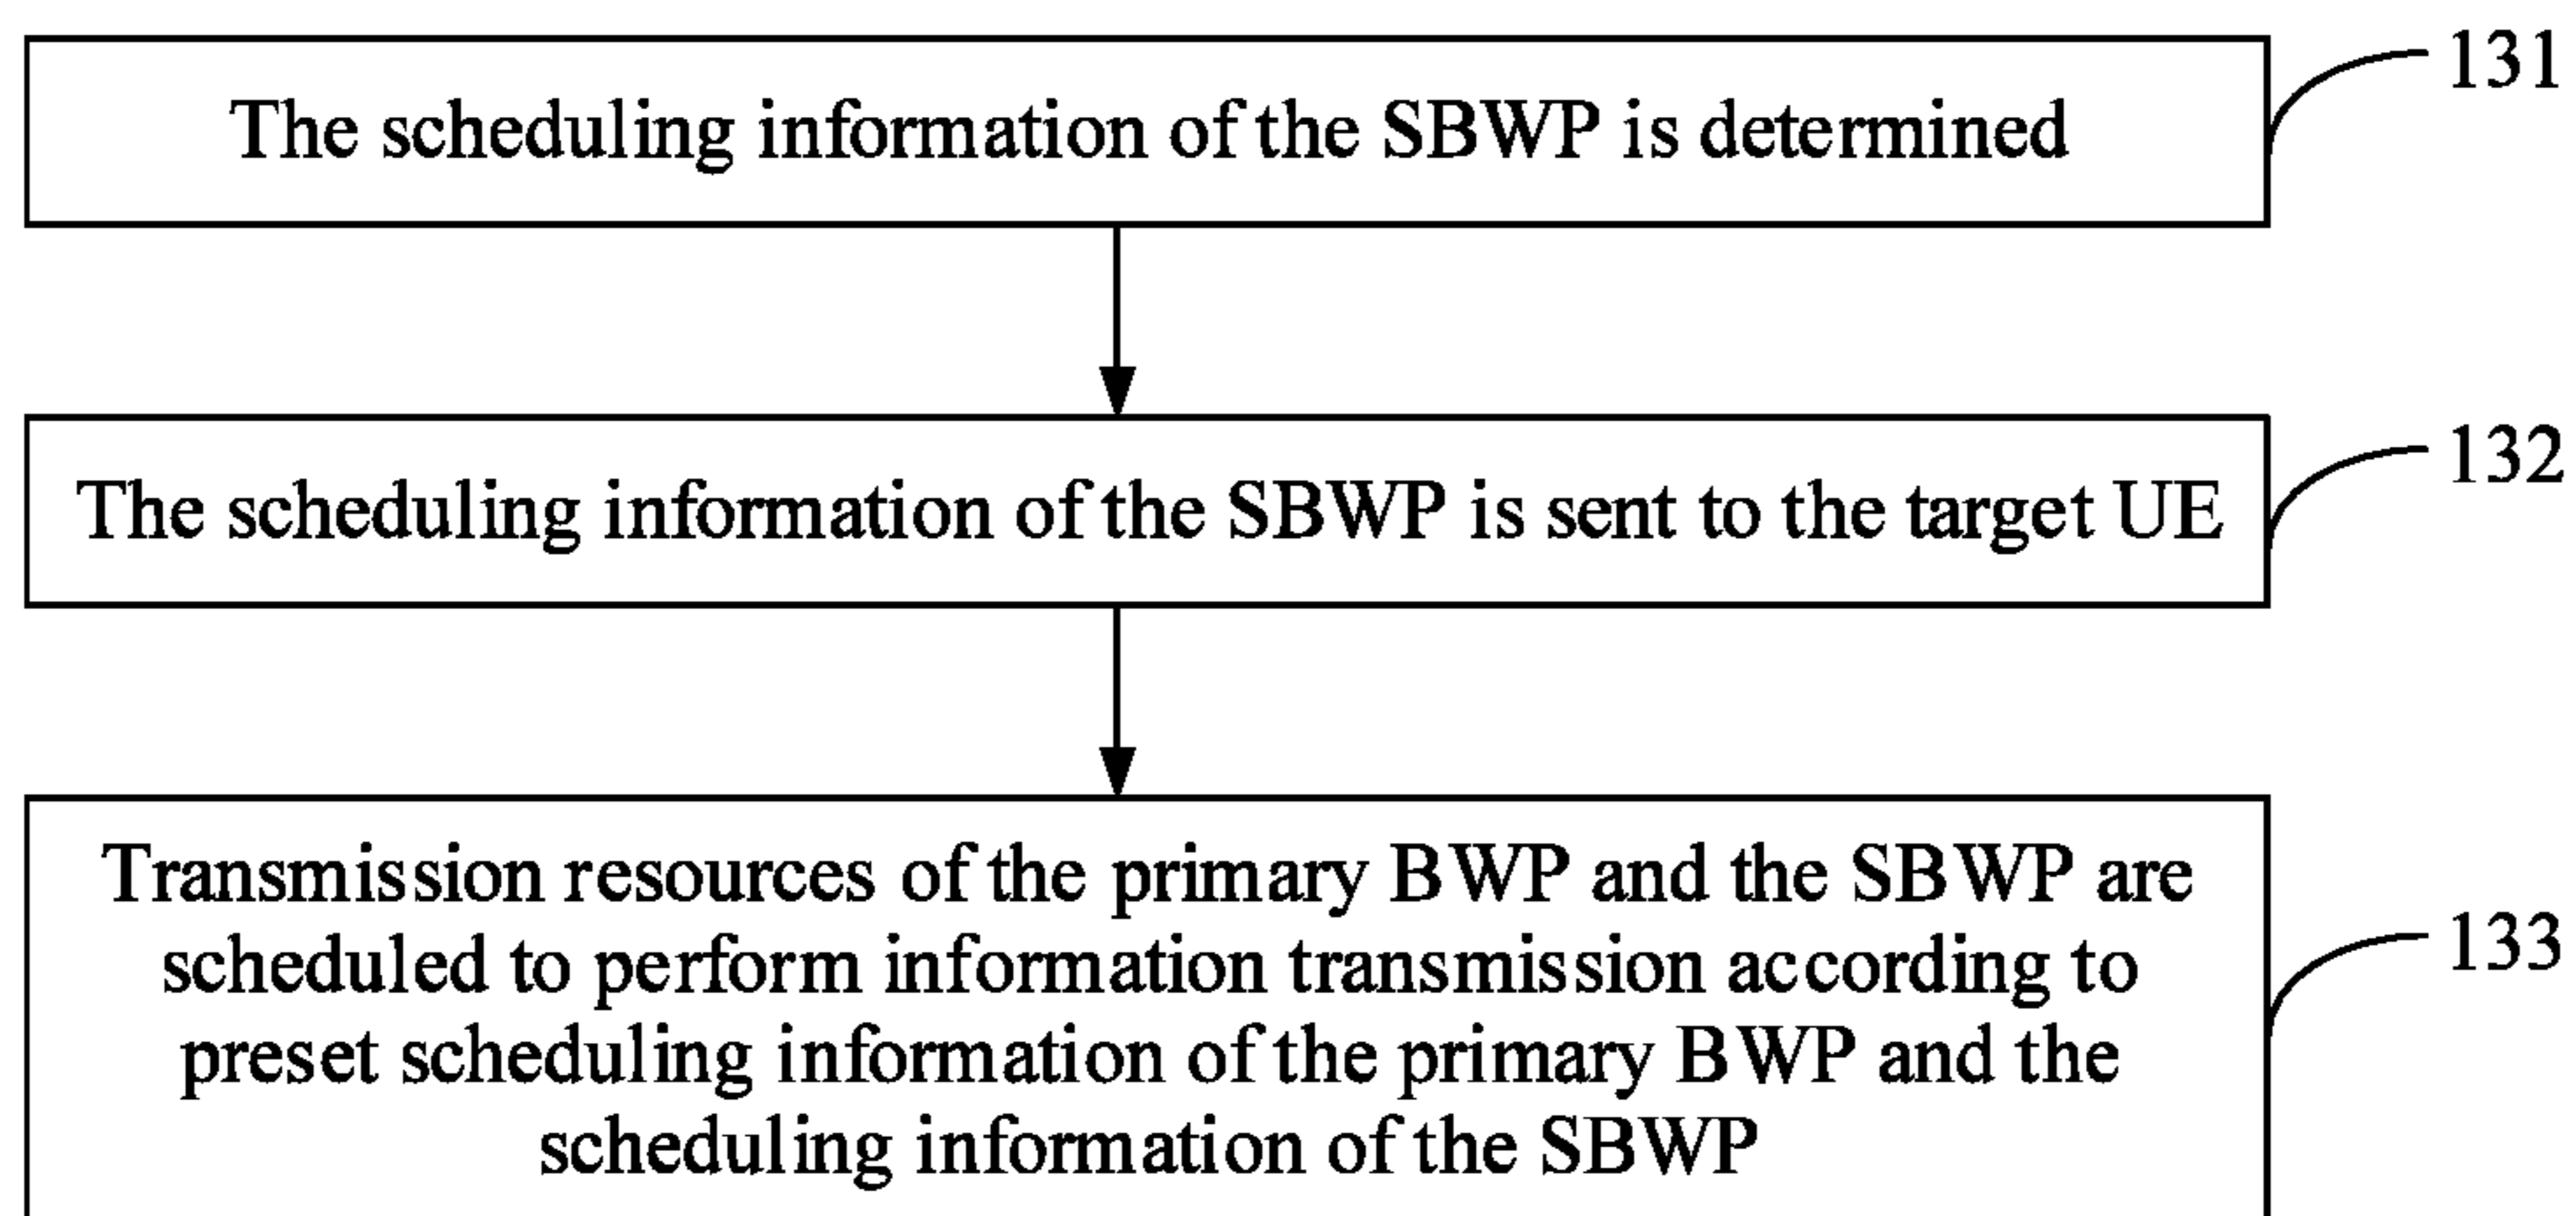 The scheduling information of the SBWP is determined
131
The scheduling information of the SBWP is sent to the target UE
132
Transmission resources of the primary BWP and the SBWP are
scheduled to perform information transmission according to
preset scheduling information of the primary BWP and the
scheduling information of the SBWP
133